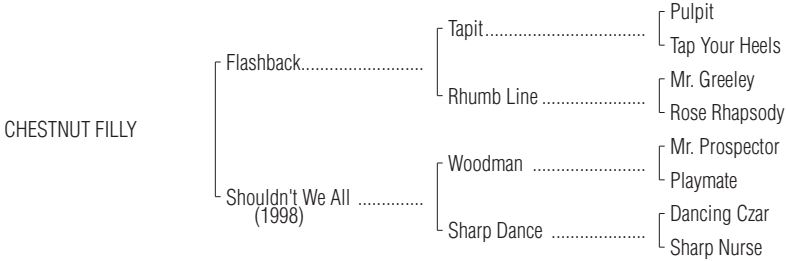 Pulpit
Tapit................................
Tap Your Heels
Flashback.........................
Mr. Greeley
Rhumb Line .....................
Rose Rhapsody
CHESTNUT FILLY
Mr. Prospector
Woodman .......................
Playmate
Shouldn't We All .............
(1998)
Dancing Czar
Sharp Dance ...................
Sharp Nurse